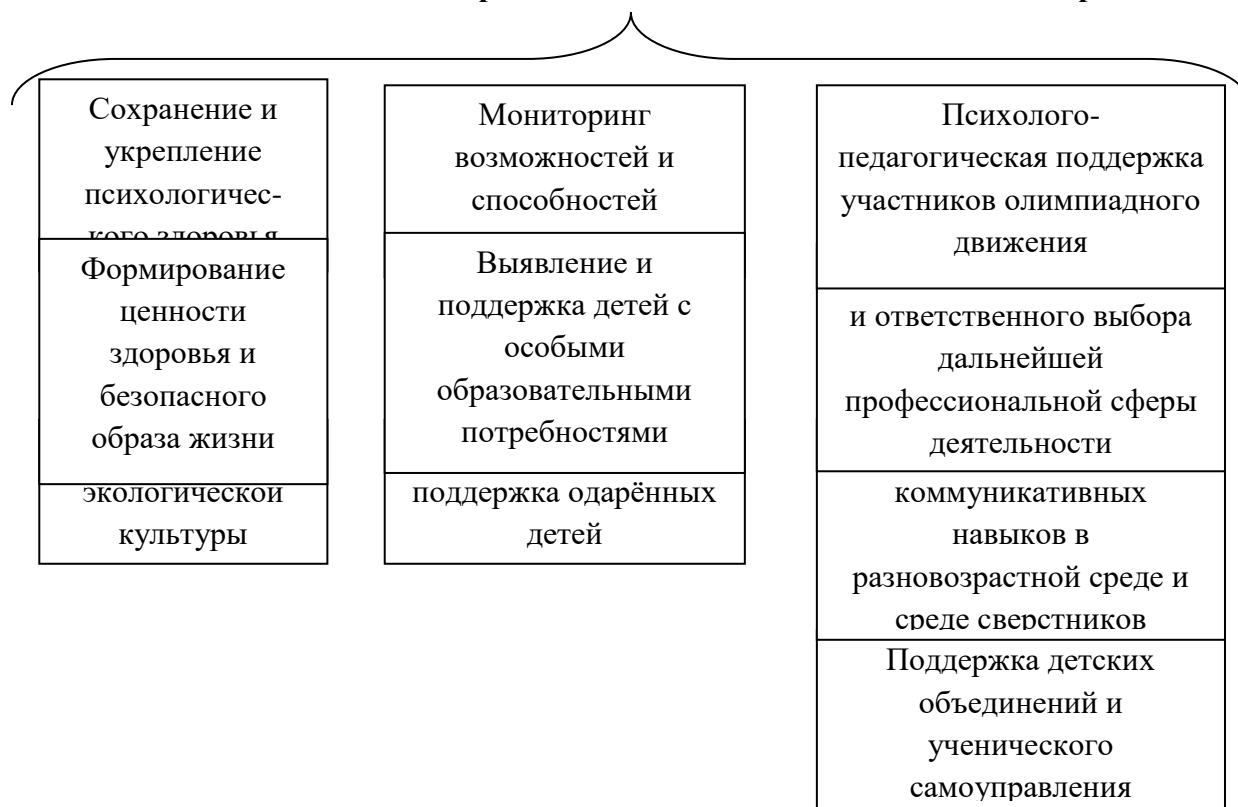 Сохранение и
укрепление
психологичес-
кого здоровья
Формирование
ценности
здоровья и
безопасного
образа жизни
экологической
культуры
Мониторинг
возможностей и
способностей
Выявление и
поддержка детей с
особыми
образовательными
потребностями
поддержка одарённых
детей
Психолого-
педагогическая поддержка
участников олимпиадного
движения
и ответственного выбора
дальнейшей
профессиональной сферы
деятельности
коммуникативных
навыков в
разновозрастной среде и
среде сверстников
Поддержка детских
объединений и
ученического
самоуправления